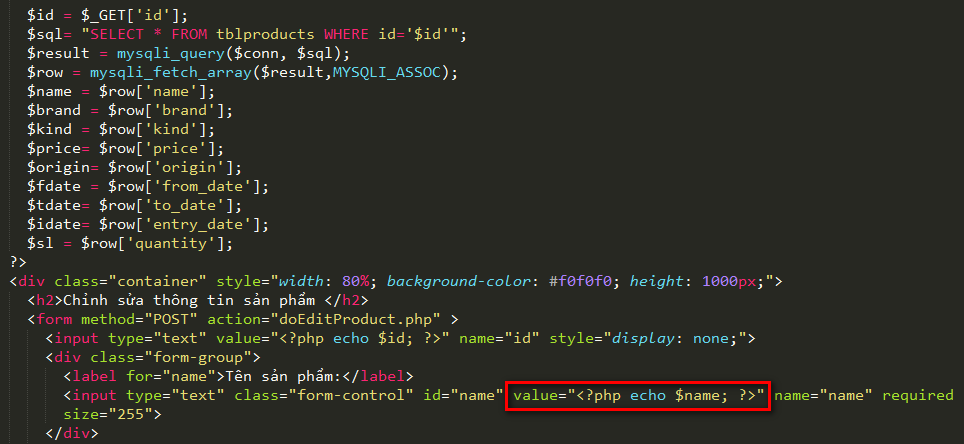 $id = $_GET['id'];
$sql= "SELECT * FROM tblproducts WHERE id='$id'";
$result = mysqli_query($conn, $sql);
$row = mysqli_fetch_array($result,MYSQLI_ASSOC);
$name = $row['name'];
$brand = $row['brand'];
$kind = $row['kind'];
$price= $row['price'];
$origin= $row['origin'];
$fdate = $row['from_date'];
$tdate= $row['to_date'];
$idate= $row['entry_date'];
$sl = $row['quantity'];
?>
<div class="container" style="width: 80%; background-color: #f0f0f0; height: 1000px;">
<h2>Chỉnh sửa thông tin sản phẩm </h2>
<form method="POST" action="doEditProduct.php" >
<input type="text" value="<?php echo $id; ?>" name="id" style="display: none;">
<div class="form-group">
<label for="name">Tên sản phẩm:</label>
<input type="text" class="form-control" id="name" value="<?php echo $name; ?>" name="name" required
size="255">
</div>